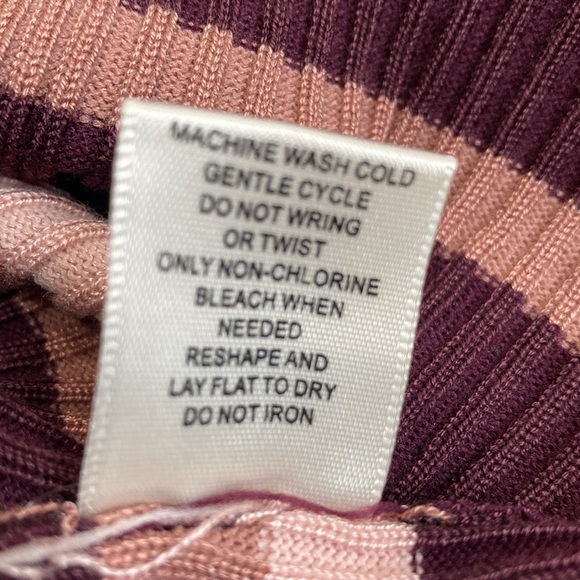 MACHINE WASH COLD
GENTLE CYCLE
DO NOT WRING
OR TWIST
ONLY NON-CHLORINE
BLEACH WHEN
NEEDED
RESHAPE AND
LAY FLAT TO DRY
DO NOT IRON